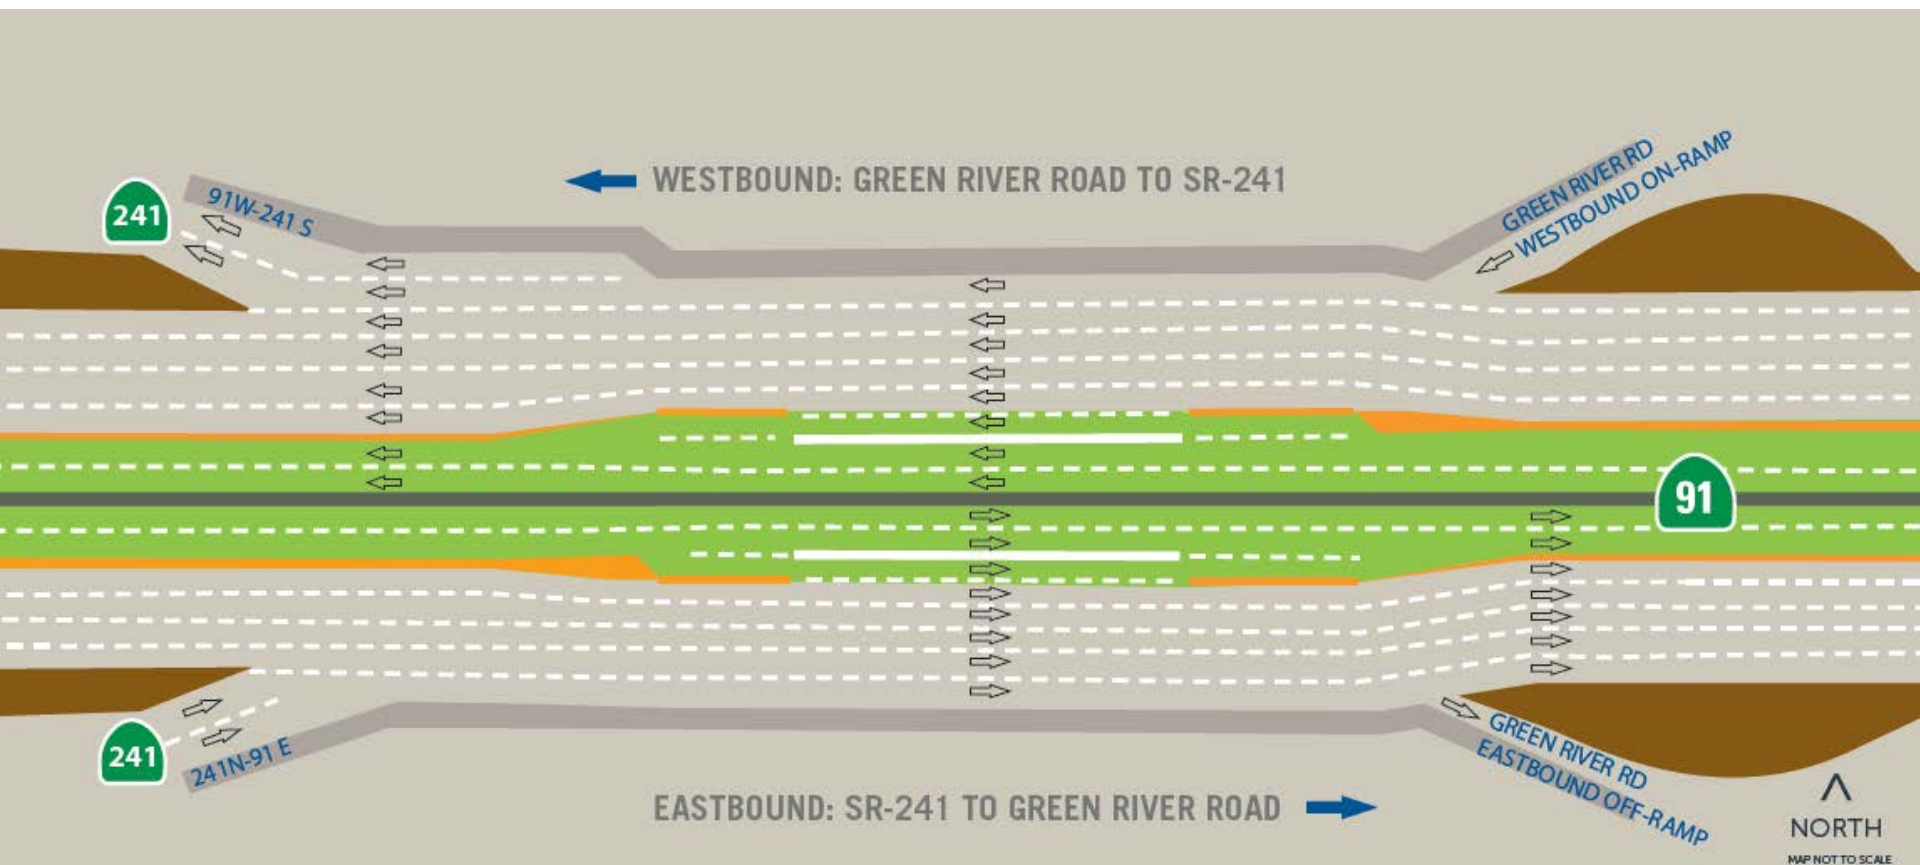 WESTBOUND: GREEN RIVER ROAD TO SR-241
GREEN RIVER RD
WESTBOUND ON-RAMP
241
91W-241 S
91
241
241N-91 E
GREEN RIVER RD
EASTBOUND OFF-RAMP
EASTBOUND: SR-241 TO GREEN RIVER ROAD
NORTH
MAP NOT TO SCALE